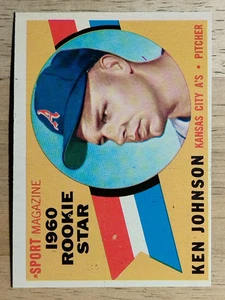 SPORT MAGAZINE
1960
ROOKIE
STAR
A
KEN JOHNSON
KANSAS CITY A'S • PITCHER